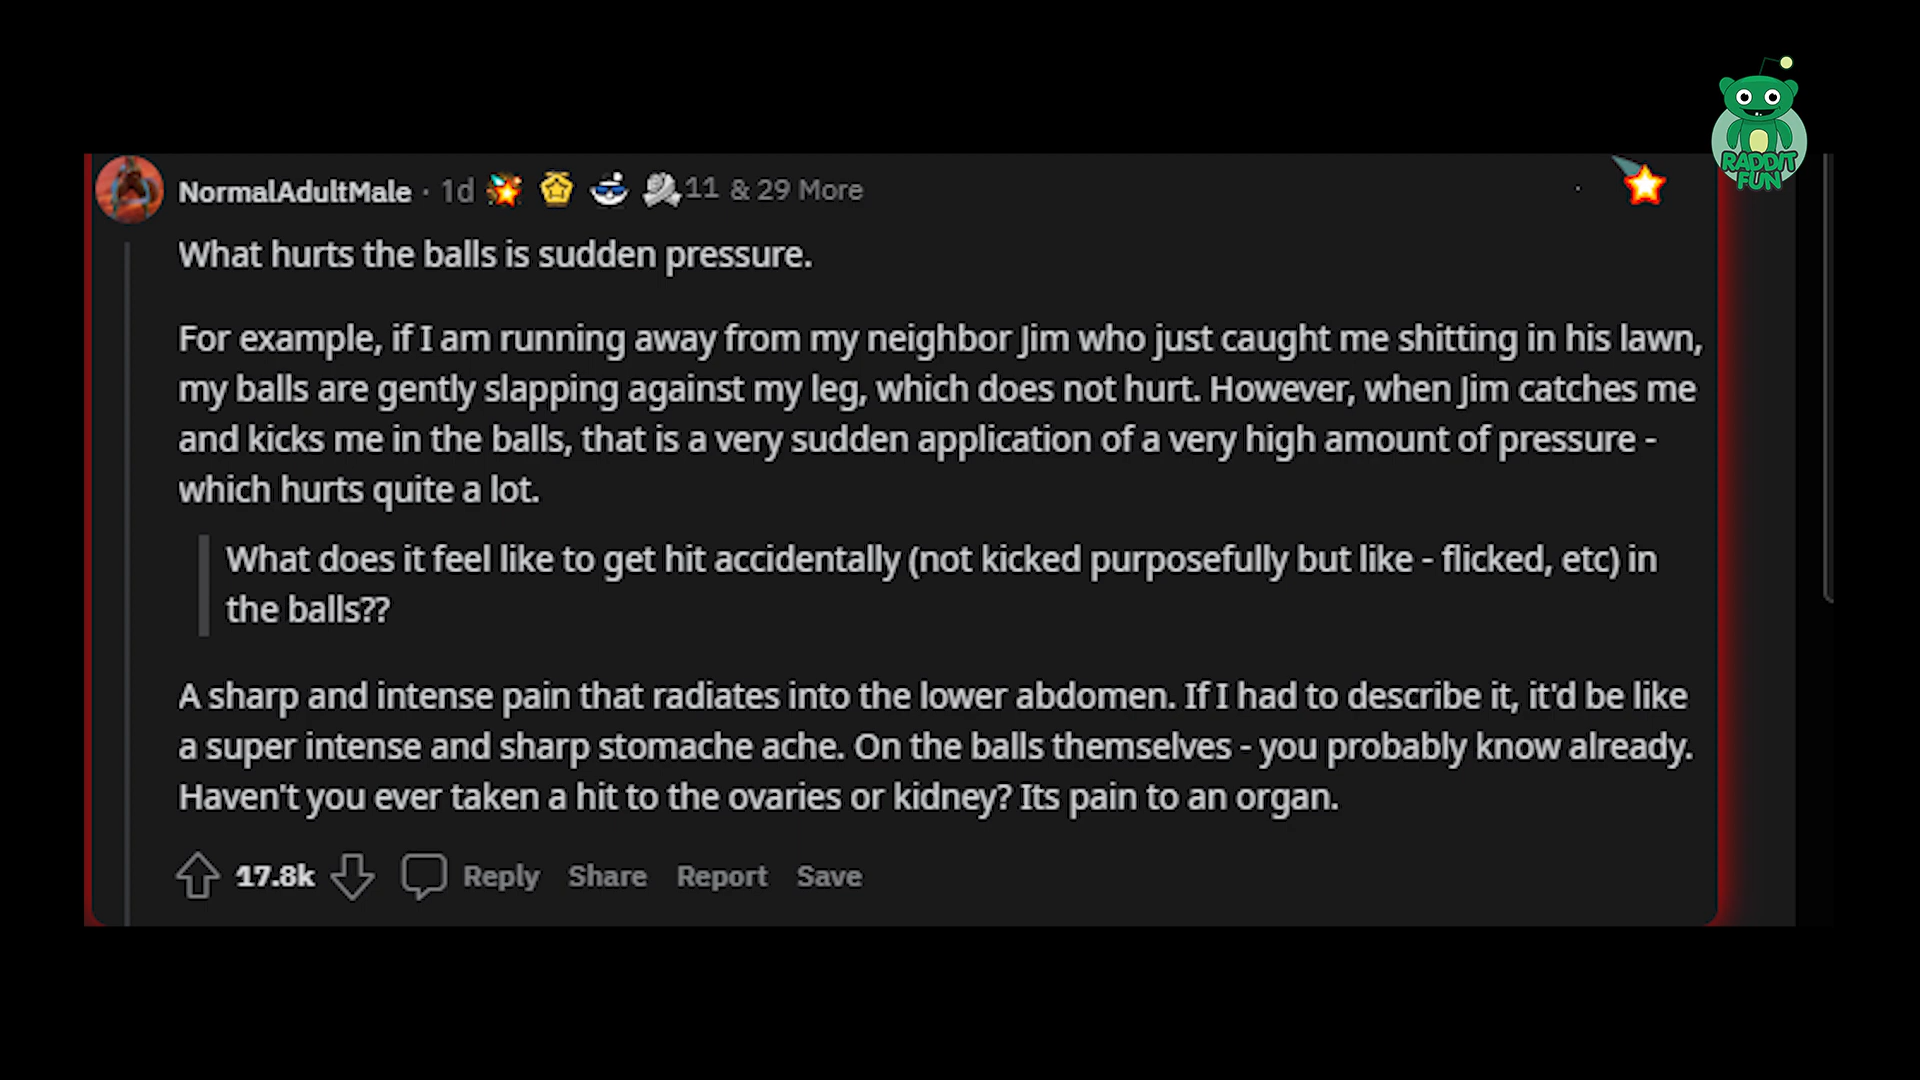 RADDIT
FUN
NormalAdultMale · 1d 11 & 29 More
What hurts the balls is sudden pressure.
For example, if I am running away from my neighbor Jim who just caught me shitting in his lawn,
my balls are gently slapping against my leg, which does not hurt. However, when Jim catches me
and kicks me in the balls, that is a very sudden application of a very high amount of pressure -
which hurts quite a lot.
What does it feel like to get hit accidentally (not kicked purposefully but like - flicked, etc) in
the balls??
A sharp and intense pain that radiates into the lower abdomen. If I had to describe it, it'd be like
a super intense and sharp stomache ache. On the balls themselves - you probably know already.
Haven't you ever taken a hit to the ovaries or kidney? Its pain to an organ.
17.8k Reply Share Report Save